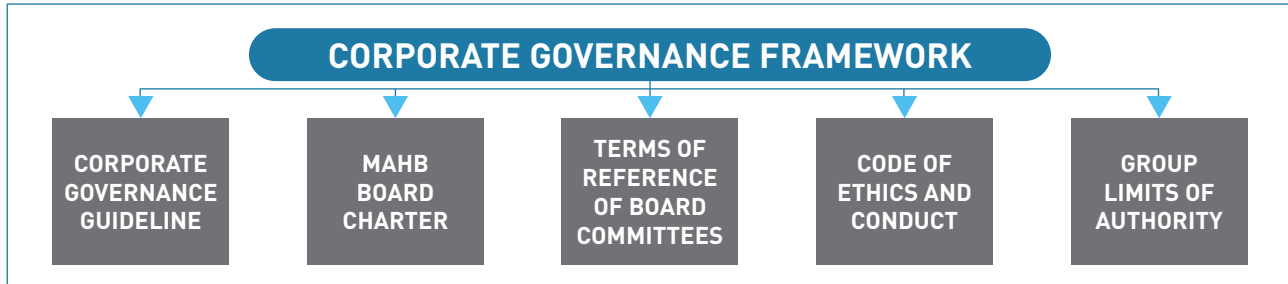 CORPORATE GOVERNANCE FRAMEWORK
CORPORATE
GOVERNANCE
GUIDELINE
MAHB
BOARD
CHARTER
TERMS OF
REFERENCE
OF BOARD
COMMITTEES
CODE OF
ETHICS AND
CONDUCT
GROUP
LIMITS OF
AUTHORITY